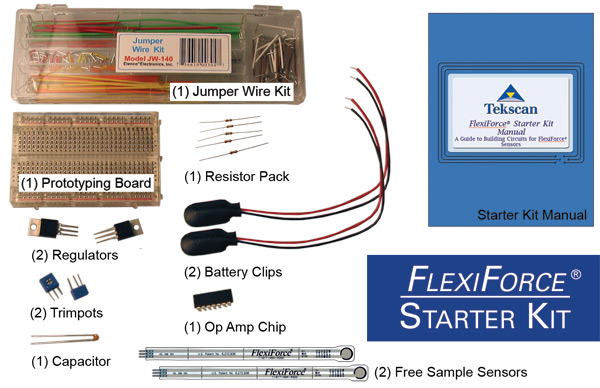 Jumper
Wire Kit
Model JW-140
Elenco Electronics, Inc.
(1) Jumper Wire Kit
(1) Prototyping Board
(1) Resistor Pack
Tekscan
FlexiForce® Starter Kit
Manual
A Guide to Building Circuits for FlexiForce®
Sensors
Starter Kit Manual
(2) Regulators
(2) Battery Clips
(2) Trimpots
(1) Op Amp Chip
(1) Capacitor
FLEXIFORCE®
STARTER KIT
FlexiForce®
FlexiForce®
(2) Free Sample Sensors